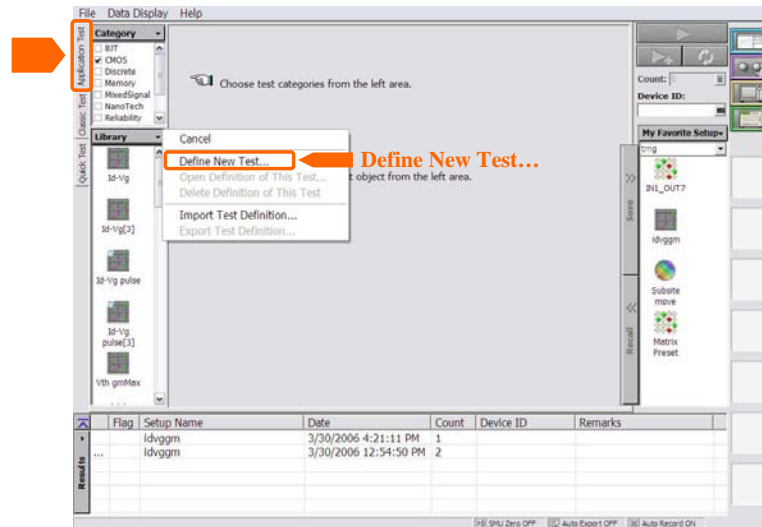 File Data Display Help
Application Test
Classic Test
Quick Test
Category
BJT
CMOS
Discrete
Memory
MixedSignal
NanoTech
Reliability
Choose test categories from the left area.
Library
Id-Vg
Id-Vg[3]
Id-Vg pulse
Id-Vg
pulse[3]
Vth gmMax
Cancel
Define New Test...
Open Definition of This Test...
Delete Definition of This Test
Import Test Definition...
Export Test Definition...
Define New Test…
t object from the left area.
Count:
Device ID:
My Favorite Setup
tmg
IN1_OUT7
idvggm
Subsite
move
Matrix
Preset
Save
Recall
Results
Flag Setup Name Date Count Device ID Remarks
idvggm 3/30/2006 4:21:11 PM 1
... idvggm 3/30/2006 12:54:50 PM 2
SMU Zero OFF Auto Export OFF Auto Record ON